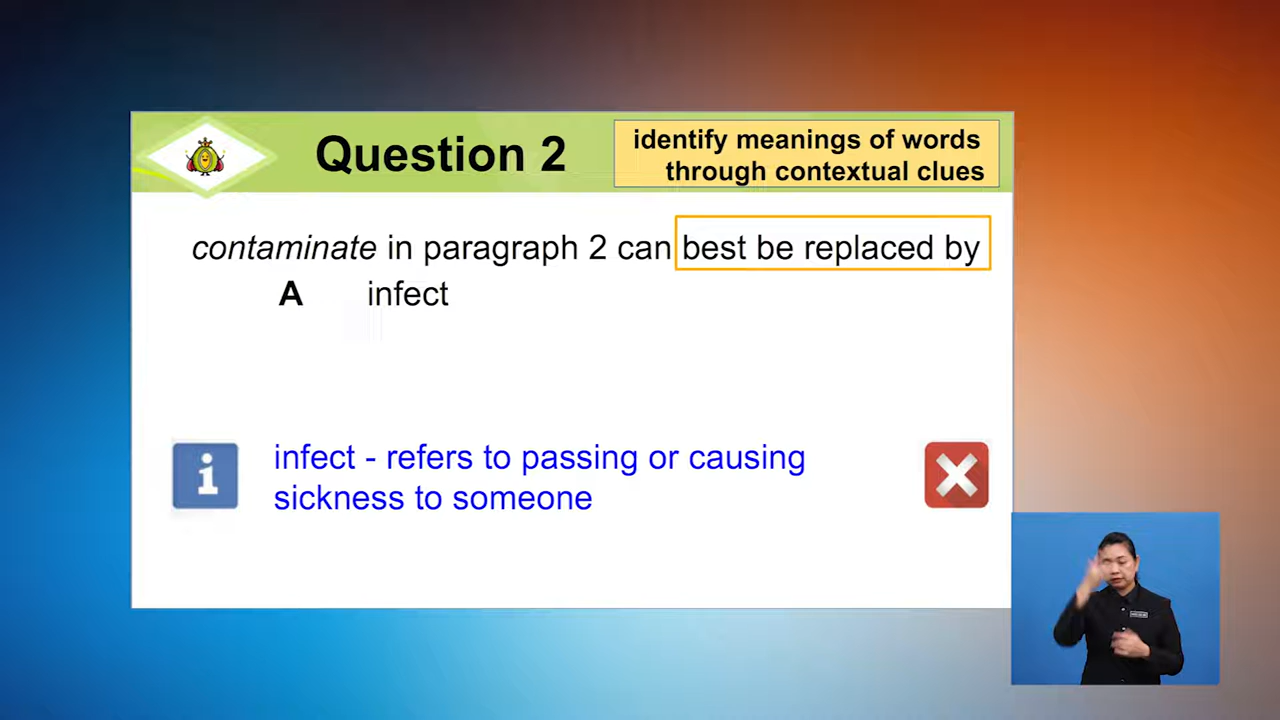 Question 2
identify meanings of words
through contextual clues
contaminate in paragraph 2 can best be replaced by
A infect
infect - refers to passing or causing
sickness to someone